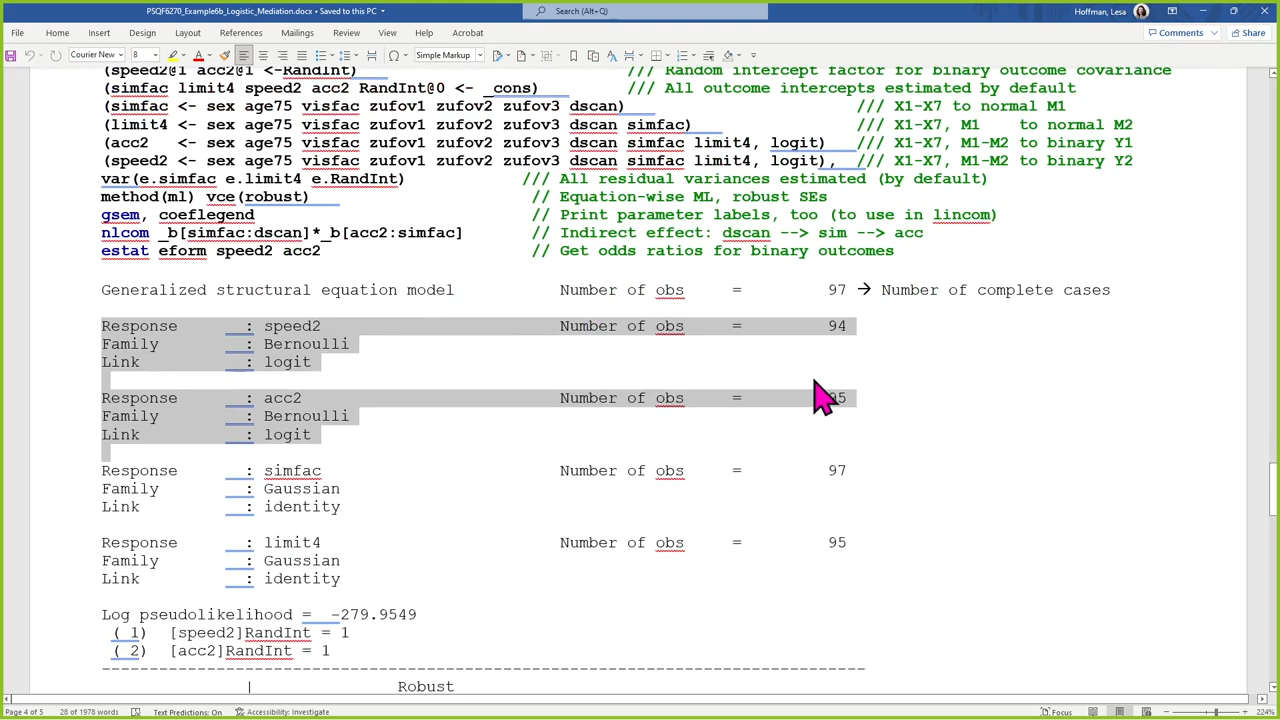 PSQF6270_Example6b_Logistic_Mediation.docx • Saved to this PC
Search (Alt+Q)
Hoffman, Lesa
File Home Insert Design Layout References Mailings Review View Help Acrobat
Comments Share
Courier New 8 Simple Markup
(speed2@1 acc2@1 <-RandInt) /// Random intercept factor for binary outcome covariance
(simfac limit4 speed2 acc2 RandInt@0 <- _cons) /// All outcome intercepts estimated by default
(simfac <- sex age75 visfac zufov1 zufov2 zufov3 dscan) /// X1-X7 to normal M1
(limit4 <- sex age75 visfac zufov1 zufov2 zufov3 dscan simfac) /// X1-X7, M1 to normal M2
(acc2 <- sex age75 visfac zufov1 zufov2 zufov3 dscan simfac limit4, logit) /// X1-X7, M1-M2 to binary Y1
(speed2 <- sex age75 visfac zufov1 zufov2 zufov3 dscan simfac limit4, logit), /// X1-X7, M1-M2 to binary Y2
var(e.simfac e.limit4 e.RandInt) /// All residual variances estimated (by default)
method(ml) vce(robust) // Equation-wise ML, robust SEs
gsem, coeflegend // Print parameter labels, too (to use in lincom)
nlcom _b[simfac:dscan]*_b[acc2:simfac] // Indirect effect: dscan --> sim --> acc
estat eform speed2 acc2 // Get odds ratios for binary outcomes
Generalized structural equation model Number of obs = 97 → Number of complete cases
Response : speed2 Number of obs = 94
Family : Bernoulli
Link : logit
Response : acc2 Number of obs = 95
Family : Bernoulli
Link : logit
Response : simfac Number of obs = 97
Family : Gaussian
Link : identity
Response : limit4 Number of obs = 95
Family : Gaussian
Link : identity
Log pseudolikelihood = -279.9549
( 1) [speed2]RandInt = 1
( 2) [acc2]RandInt = 1
-------------------------------------------------------------------------------
| Robust
Page 4 of 5 28 of 1978 words Text Predictions: On Accessibility: Investigate Focus 224%